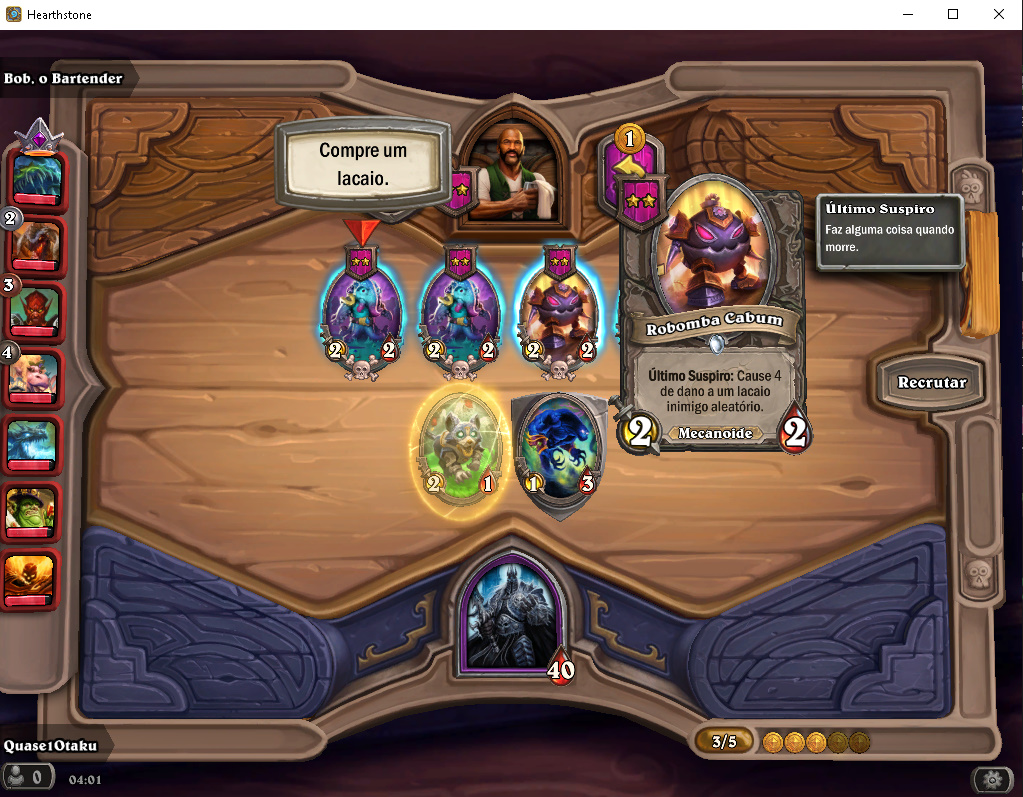 Hearthstone
Bob, o Bartender
Compre um
lacaio.
1
Último Suspiro
Faz alguma coisa quando
morre.
2
3
4
2 2
2 2
2 2
Robomba Cabum
Último Suspiro: Cause 4
de dano a um lacaio
inimigo aleatório.
2 Mecanoide 2
Recrutar
2 1
1 3
40
Quase1Otaku
3/5
0
04:01